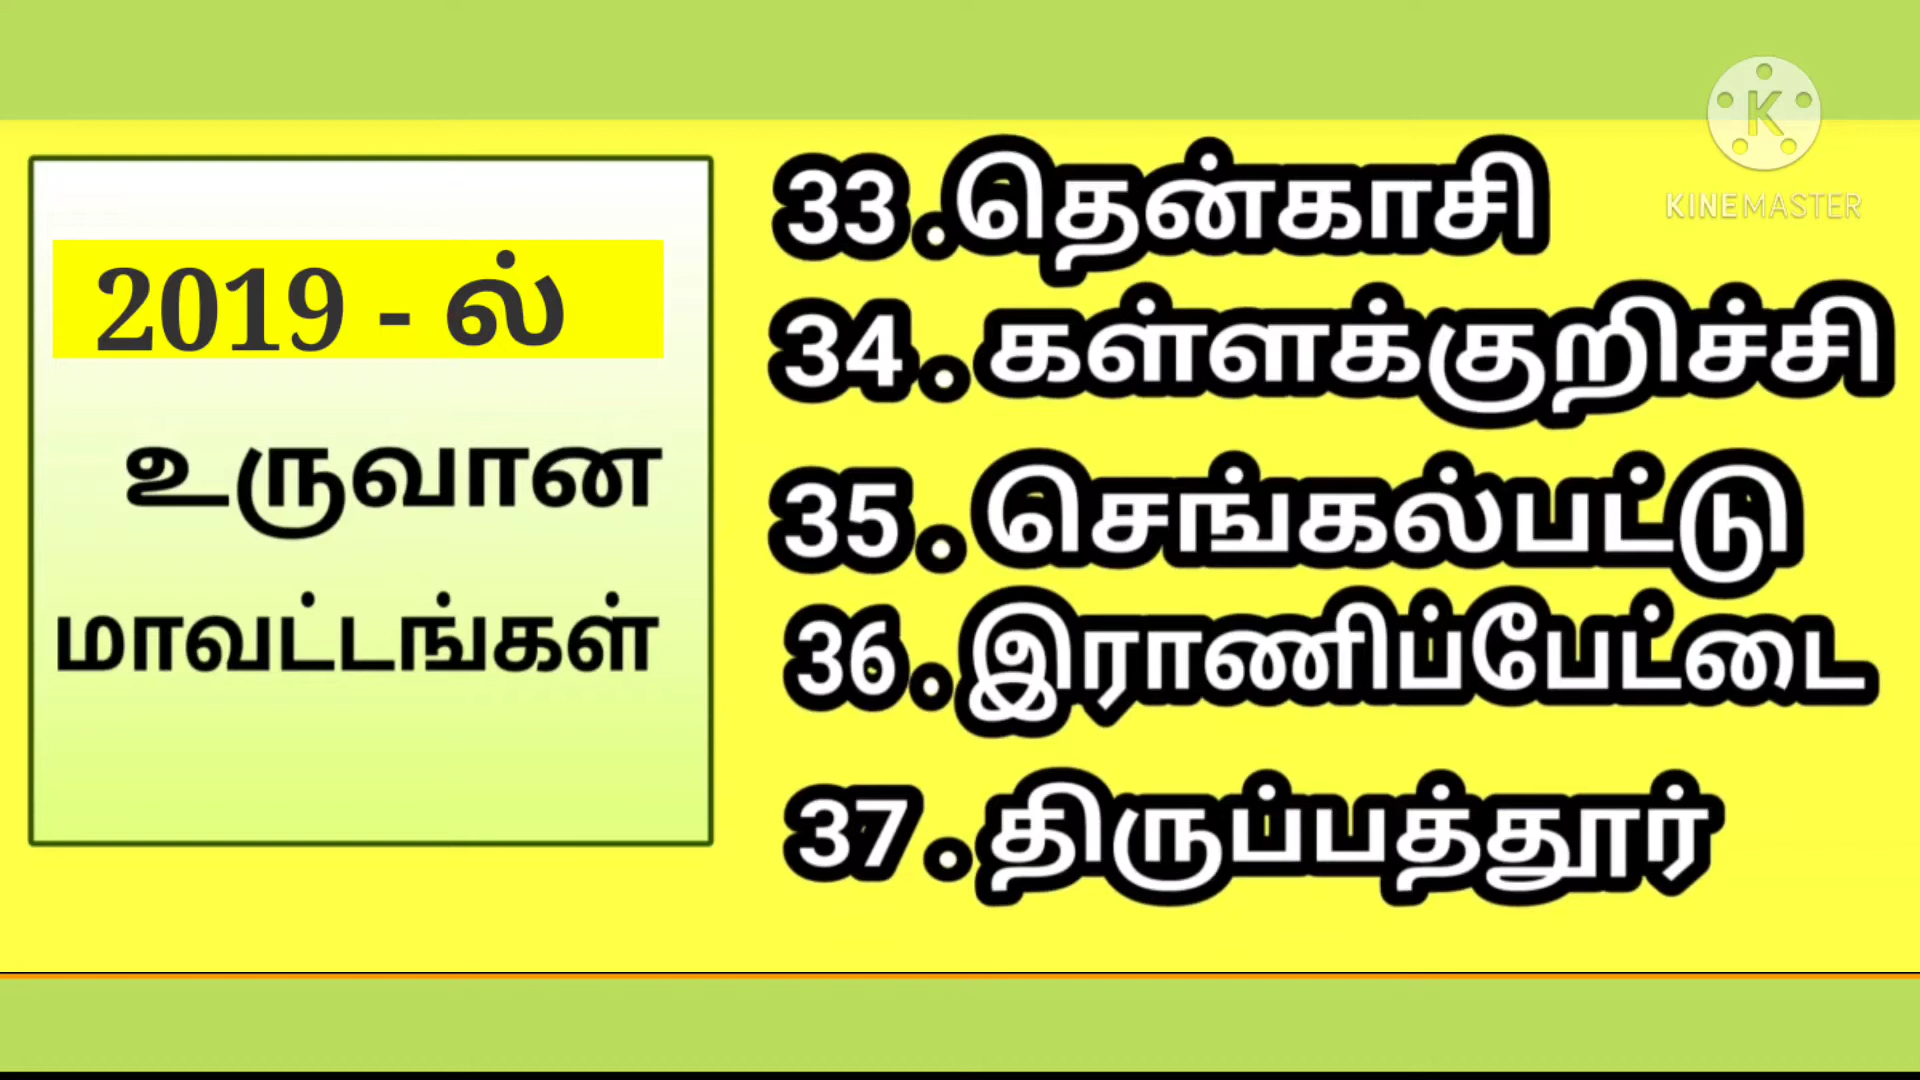 2019 - ல்
உருவான
மாவட்டங்கள்
33.தென்காசி
34.கள்ளக்குறிச்சி
35.செங்கல்பட்டு
36.இராணிப்பேட்டை
37.திருப்பத்தூர்
K
KINEMASTER